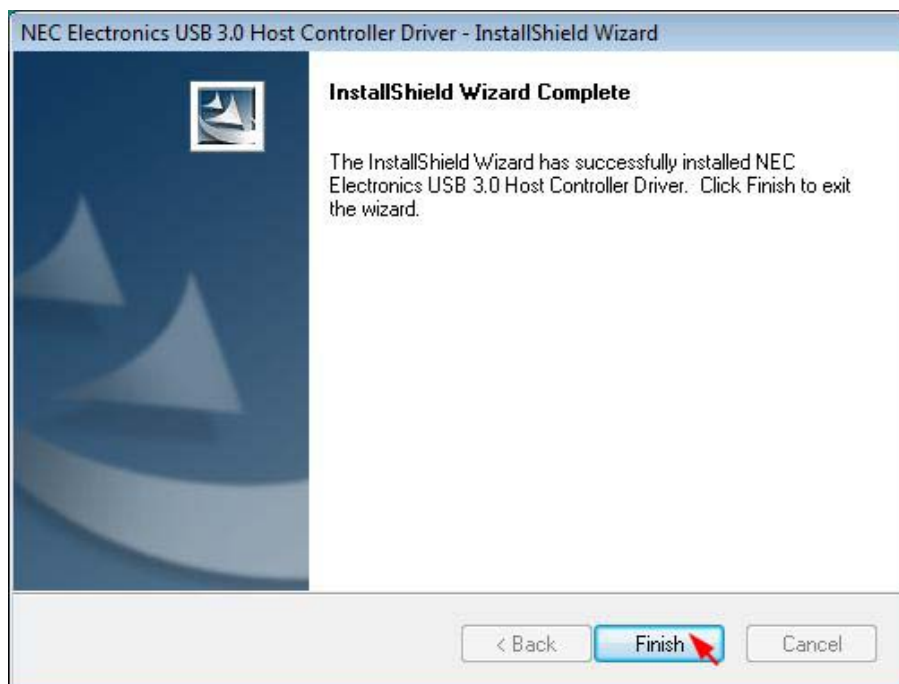 NEC Electronics USB 3.0 Host Controller Driver - InstallShield Wizard
InstallShield Wizard Complete
The InstallShield Wizard has successfully installed NEC
Electronics USB 3.0 Host Controller Driver. Click Finish to exit
the wizard.
< Back Finish Cancel